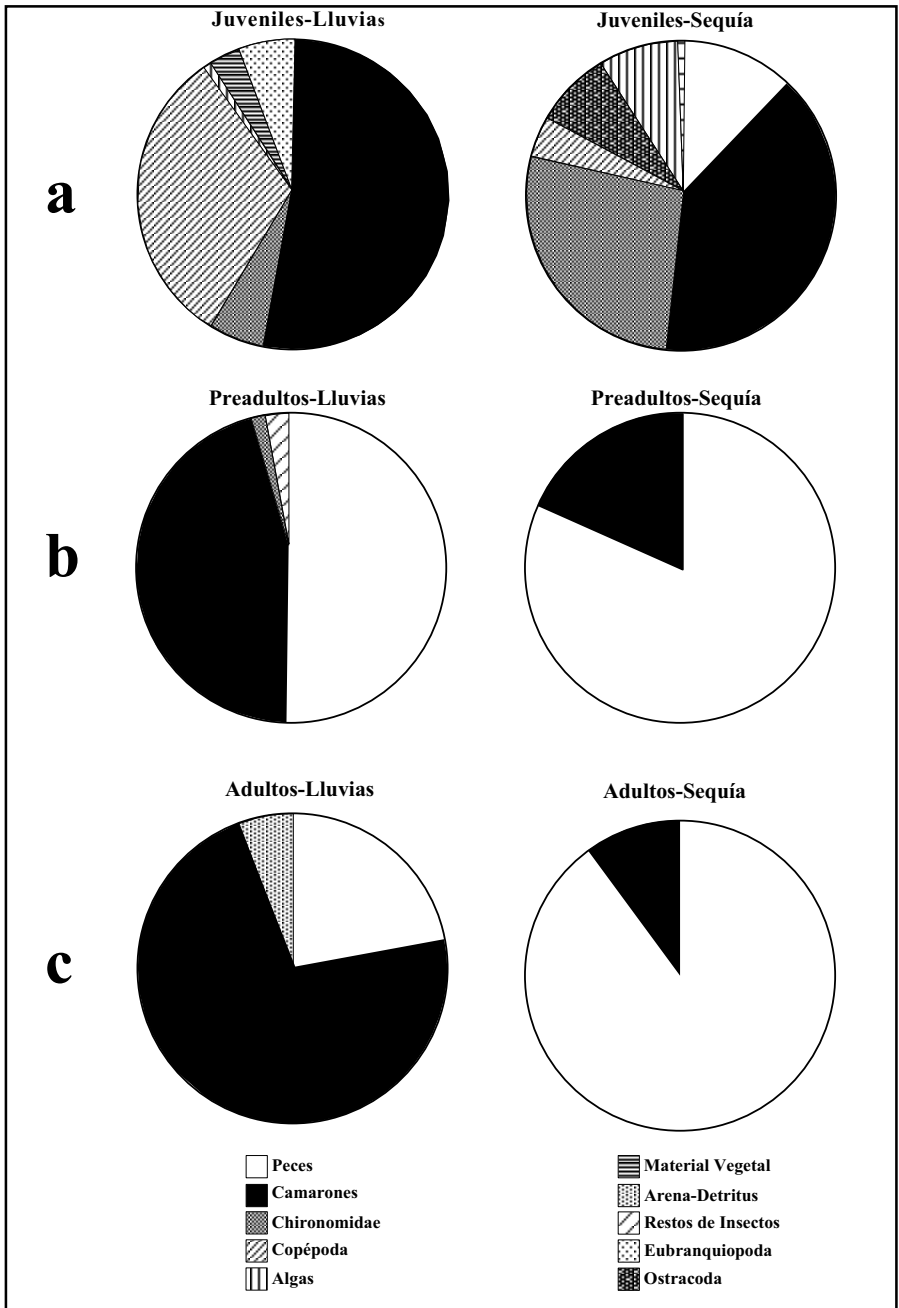 Juveniles-Lluvias
Juveniles-Sequía
a
Preadultos-Lluvias
Preadultos-Sequía
b
Adultos-Lluvias
Adultos-Sequía
c
Peces
Camarones
Chironomidae
Copépoda
Algas
Material Vegetal
Arena-Detritus
Restos de Insectos
Eubranquiopoda
Ostracoda